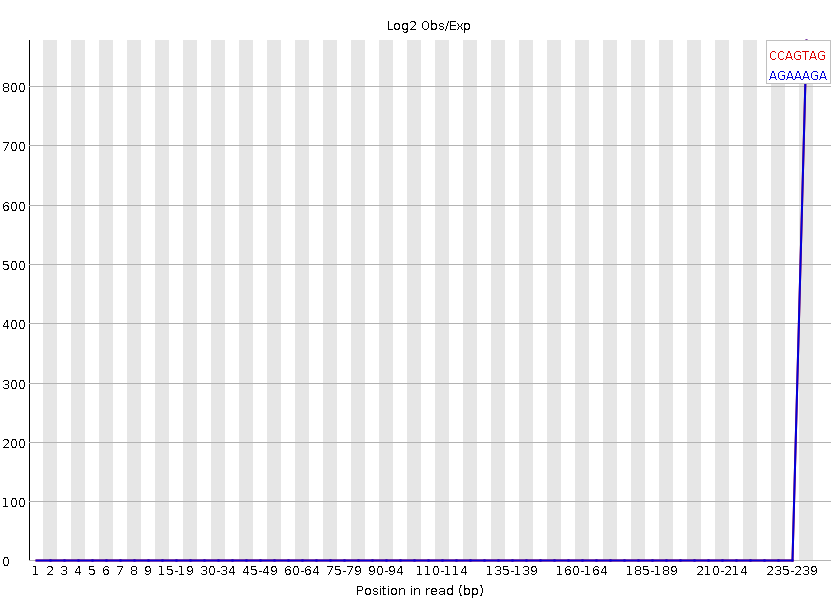 Log2 Obs/Exp
CCAGTAG
AGAAAGA
800
700
600
500
400
300
200
100
0
1 2 3 4 5 6 7 8 9 15-19 30-34 45-49 60-64 75-79 90-94 110-114 135-139 160-164 185-189 210-214 235-239
Position in read (bp)